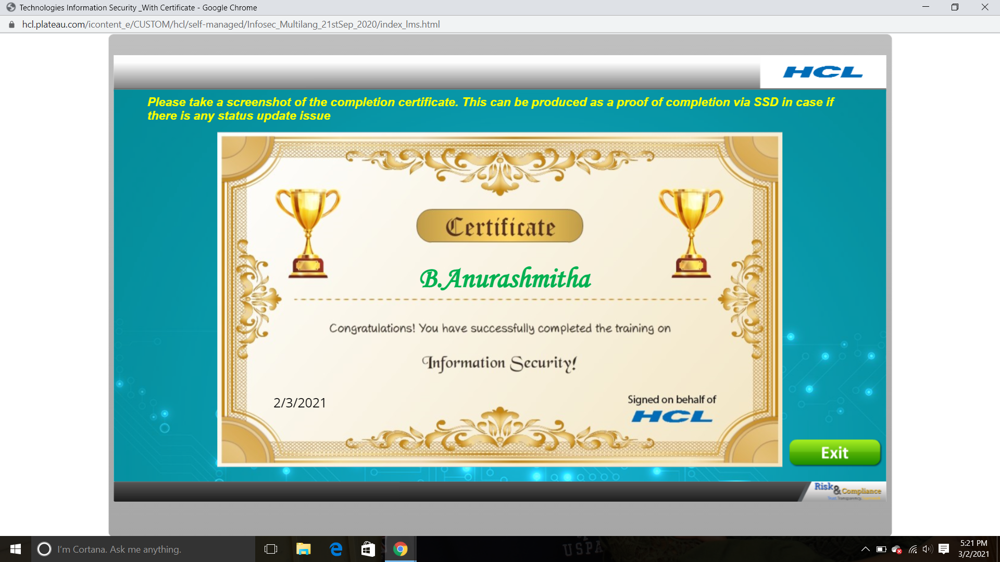 Technologies Information Security _With Certificate - Google Chrome
hcl.plateau.com/icontent_e/CUSTOM/hcl/self-managed/Infosec_Multilang_21stSep_2020/index_lms.html
HCL
Please take a screenshot of the completion certificate. This can be produced as a proof of completion via SSD in case if
there is any status update issue
Certificate
B.Anurashmitha
Congratulations! You have successfully completed the training on
Information Security!
2/3/2021
Signed on behalf of
HCL
Exit
Risk & Compliance
I'm Cortana. Ask me anything.
USPA
5:21 PM
3/2/2021